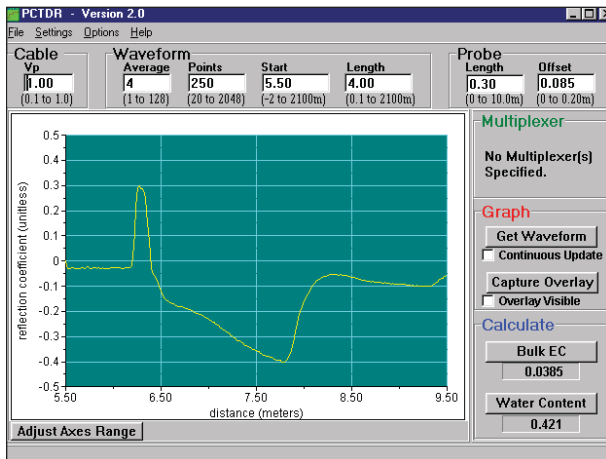 PCTDR - Version 2.0
File Settings Options Help
Cable
Vp
1.00
(0.1 to 1.0)
Waveform
Average Points Start Length
4 250 5.50 4.00
(1 to 128) (20 to 2048) (-2 to 2100m) (0.1 to 2100m)
Probe
Length Offset
0.30 0.085
(0 to 10.0m) (0 to 0.20m)
reflection coefficient (unitless)
0.5
0.4
0.3
0.2
0.1
0
-0.1
-0.2
-0.3
-0.4
-0.5
5.50 6.50 7.50 8.50 9.50
distance (meters)
Adjust Axes Range
Multiplexer
No Multiplexer(s)
Specified.
Graph
Get Waveform
Continuous Update
Capture Overlay
Overlay Visible
Calculate
Bulk EC
0.0385
Water Content
0.421